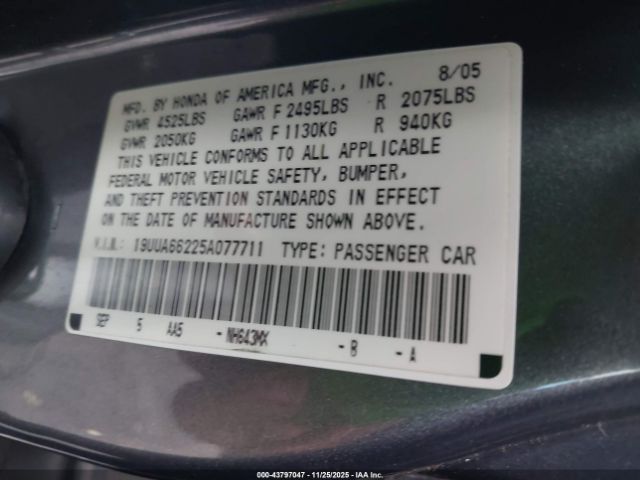 MFD. BY HONDA OF AMERICA MFG., INC. 8/05
GVWR 4525LBS GAWR F 2495LBS R 2075LBS
GVWR 2050KG GAWR F 1130KG R 940KG
THIS VEHICLE CONFORMS TO ALL APPLICABLE
FEDERAL MOTOR VEHICLE SAFETY, BUMPER,
AND THEFT PREVENTION STANDARDS IN EFFECT
ON THE DATE OF MANUFACTURE SHOWN ABOVE.
V.I.N.: 19UUA66225A077711 TYPE: PASSENGER CAR
SEP 5 AA5 -NH643MX -B -A
000-43797047 - 11/25/2025 - IAA Inc.